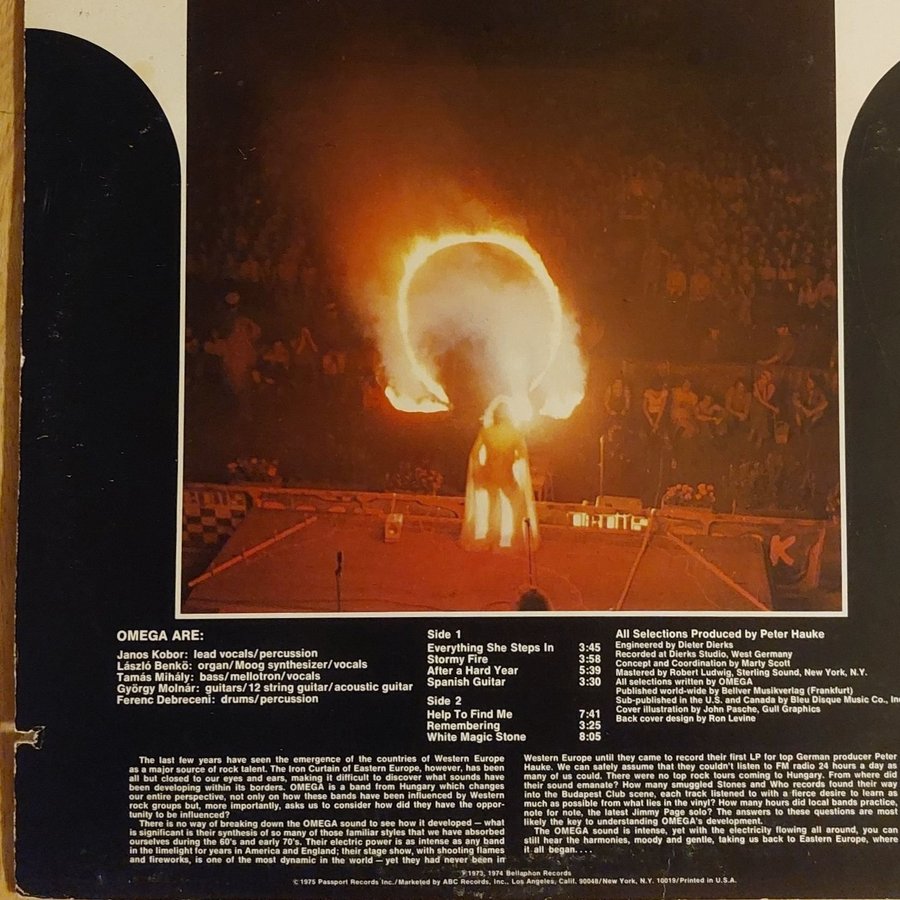 K
OMEGA ARE:
Janos Kobor: lead vocals/percussion
László Benkö: organ/Moog synthesizer/vocals
Tamás Mihály: bass/mellotron/vocals
György Molnár: guitars/12 string guitar/acoustic guitar
Ferenc Debreceni: drums/percussion
Side 1
Everything She Steps In 3:45
Stormy Fire 3:58
After a Hard Year 5:39
Spanish Guitar 3:30
Side 2
Help To Find Me 7:41
Remembering 3:25
White Magic Stone 8:05
All Selections Produced by Peter Hauke
Engineered by Dieter Dierks
Recorded at Dierks Studio, West Germany
Concept and Coordination by Marty Scott
Mastered by Robert Ludwig, Sterling Sound, New York, N.Y.
All selections written by OMEGA
Published world-wide by Bellver Musikverlag (Frankfurt)
Sub-published in the U.S. and Canada by Bleu Disque Music Co., Inc
Cover illustration by John Pasche, Gull Graphics
Back cover design by Ron Levine
The last few years have seen the emergence of the countries of Western Europe
as a major source of rock talent. The Iron Curtain of Eastern Europe, however, has been
all but closed to our eyes and ears, making it difficult to discover what sounds have
been developing within its borders. OMEGA is a band from Hungary which changes
our entire perspective, not only on how these bands have been influenced by Western
rock groups but, more importantly, asks us to consider how did they have the oppor-
tunity to be influenced?
There is no way of breaking down the OMEGA sound to see how it developed — what
is significant is their synthesis of so many of those familiar styles that we have absorbed
ourselves during the 60's and early 70's. Their electric power is as intense as any band
in the limelight for years in America and England; their stage show, with shooting flames
and fireworks, is one of the most dynamic in the world — yet they had never been in
Western Europe until they came to record their first LP for top German producer Peter
Hauke. We can safely assume that they couldn't listen to FM radio 24 hours a day as
many of us could. There were no top rock tours coming to Hungary. From where did
their sound emanate? How many smuggled Stones and Who records found their way
into the Budapest Club scene, each track listened to with a fierce desire to learn as
much as possible from what lies in the vinyl? How many hours did local bands practice,
note for note, the latest Jimmy Page solo? The answers to these questions are most
likely the key to understanding OMEGA's development.
The OMEGA sound is intense, yet with the electricity flowing all around, you can
still hear the harmonies, moody and gentle, taking us back to Eastern Europe, where
it all began....
℗ 1973, 1974 Bellaphon Records
© 1975 Passport Records Inc./Marketed by ABC Records, Inc., Los Angeles, Calif. 90048/New York, N.Y. 10019/Printed in U.S.A.